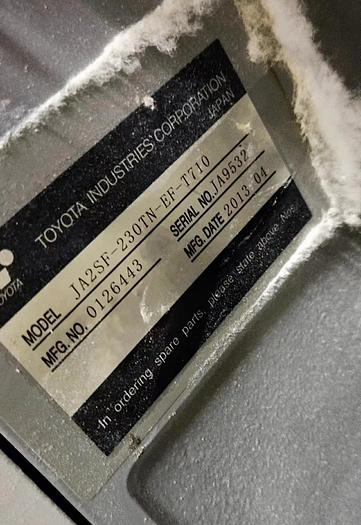 TOYOTA INDUSTRIES CORPORATION
JAPAN
MODEL JA2SF-230TN-EF-T710
MFG. NO. 0126443 SERIAL NO. JA9532
MFG. DATE 2013.04
In ordering spare parts, please state above No.